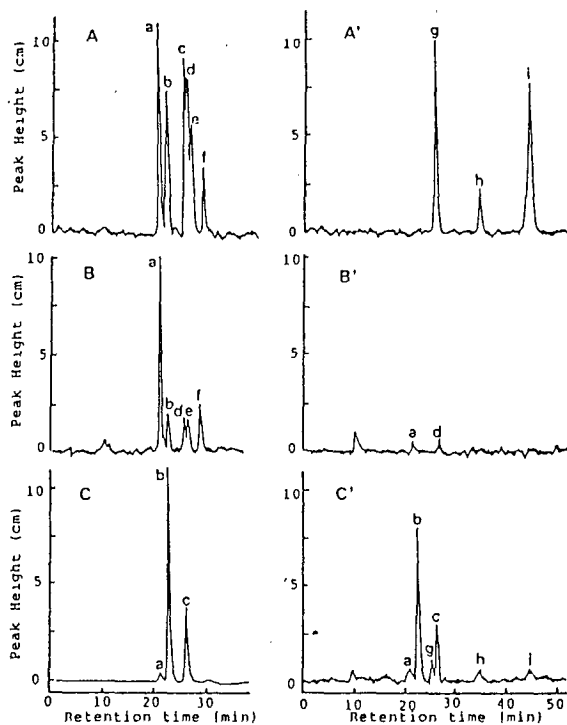 A
Peak Height (cm)
10
5
0
a
b
c
d
e
f
A'
g
h
i
10
5
0
B
Peak Height (cm)
10
5
0
a
b
d
e
f
B'
10
5
0
a
d
C
Peak Height (cm)
10
5
0
b
a
c
0 10 20 30
Retention time (min)
C'
10
'5
0
b
a
g
c
h
i
0 10 20 30 40 50
Retention time (min)